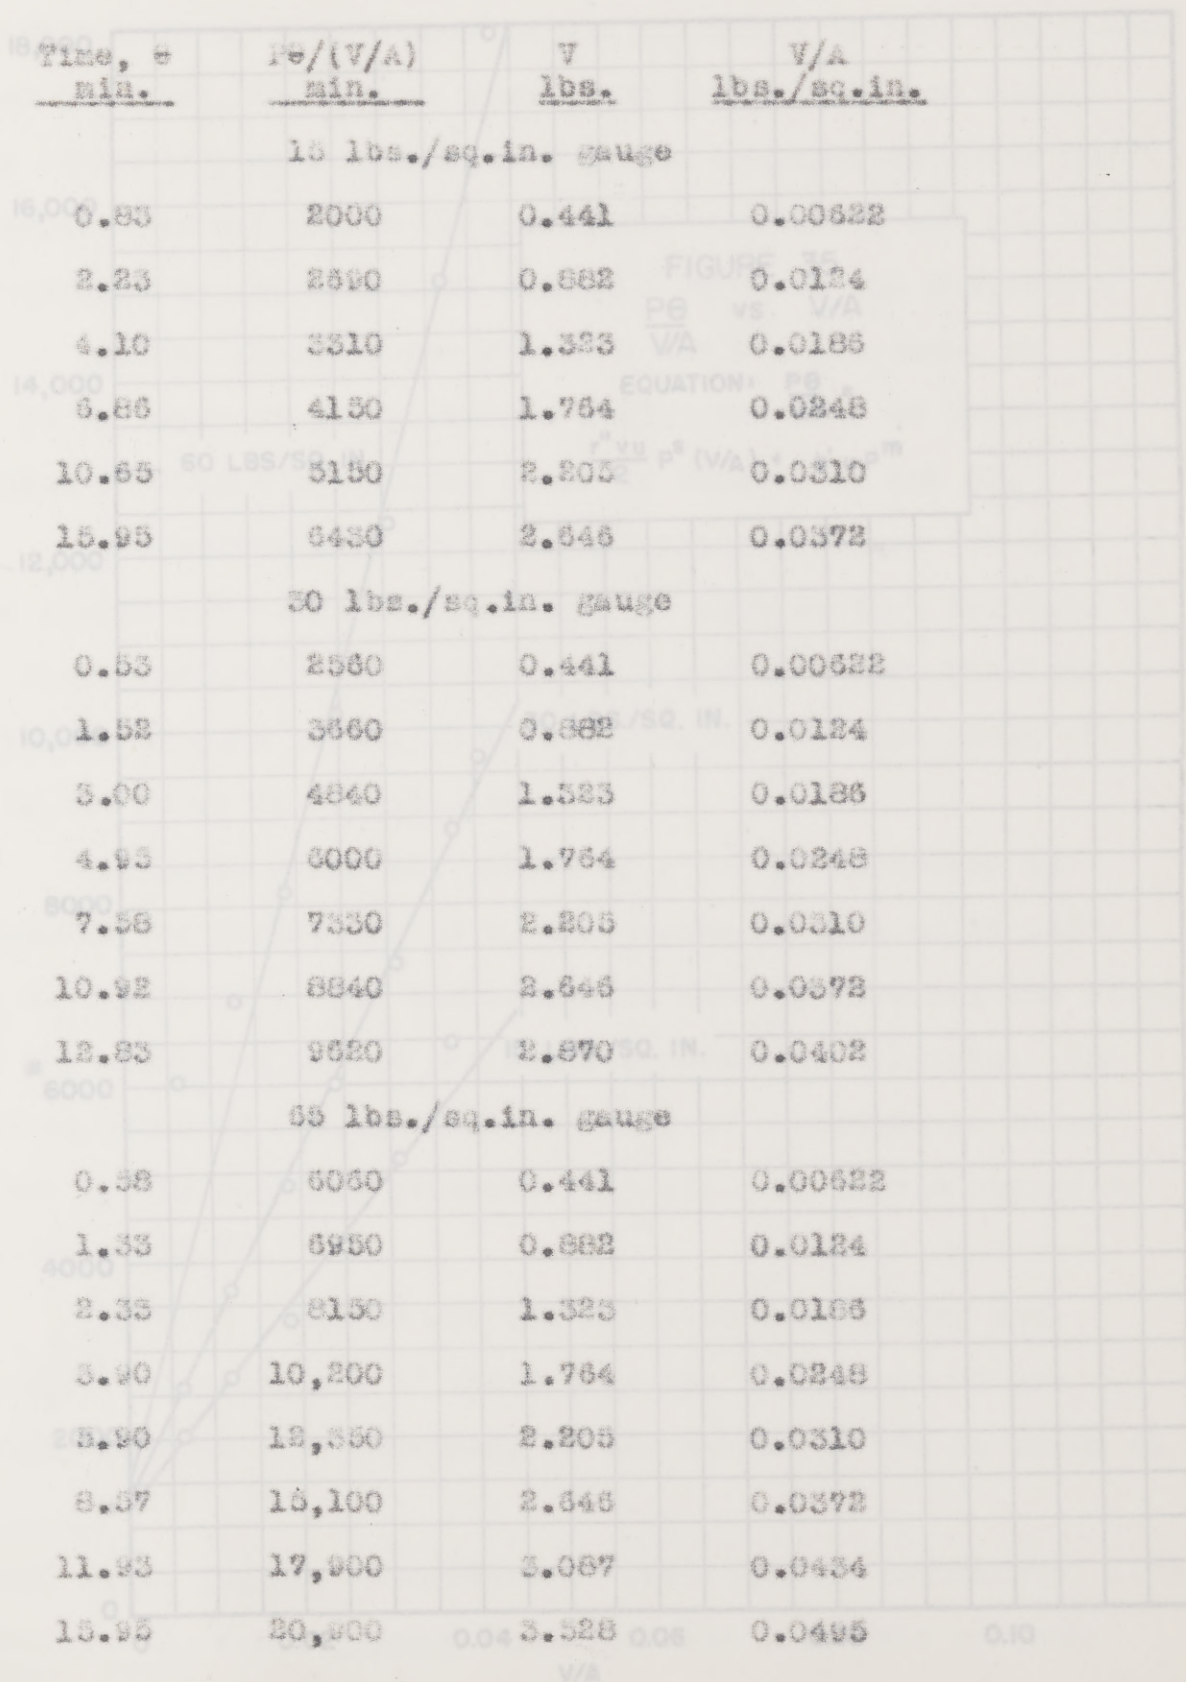 Time, θ Pθ/(V/A) V V/A
min. min. lbs. lbs./sq.in.
15 lbs./sq.in. gauge
0.83 2000 0.441 0.00622
2.23 2690 0.882 0.0124
4.10 3310 1.323 0.0186
6.86 4150 1.764 0.0248
10.65 5150 2.205 0.0310
15.95 6430 2.646 0.0372
30 lbs./sq.in. gauge
0.53 2560 0.441 0.00622
1.52 3660 0.882 0.0124
3.00 4840 1.323 0.0186
4.95 6000 1.764 0.0248
7.58 7330 2.205 0.0310
10.92 8840 2.646 0.0372
12.83 9620 2.870 0.0402
65 lbs./sq.in. gauge
0.58 6060 0.441 0.00622
1.33 6950 0.882 0.0124
2.33 8150 1.323 0.0186
3.90 10,200 1.764 0.0248
5.90 12,350 2.205 0.0310
8.57 15,100 2.646 0.0372
11.93 17,900 3.087 0.0434
15.95 20,900 3.528 0.0495